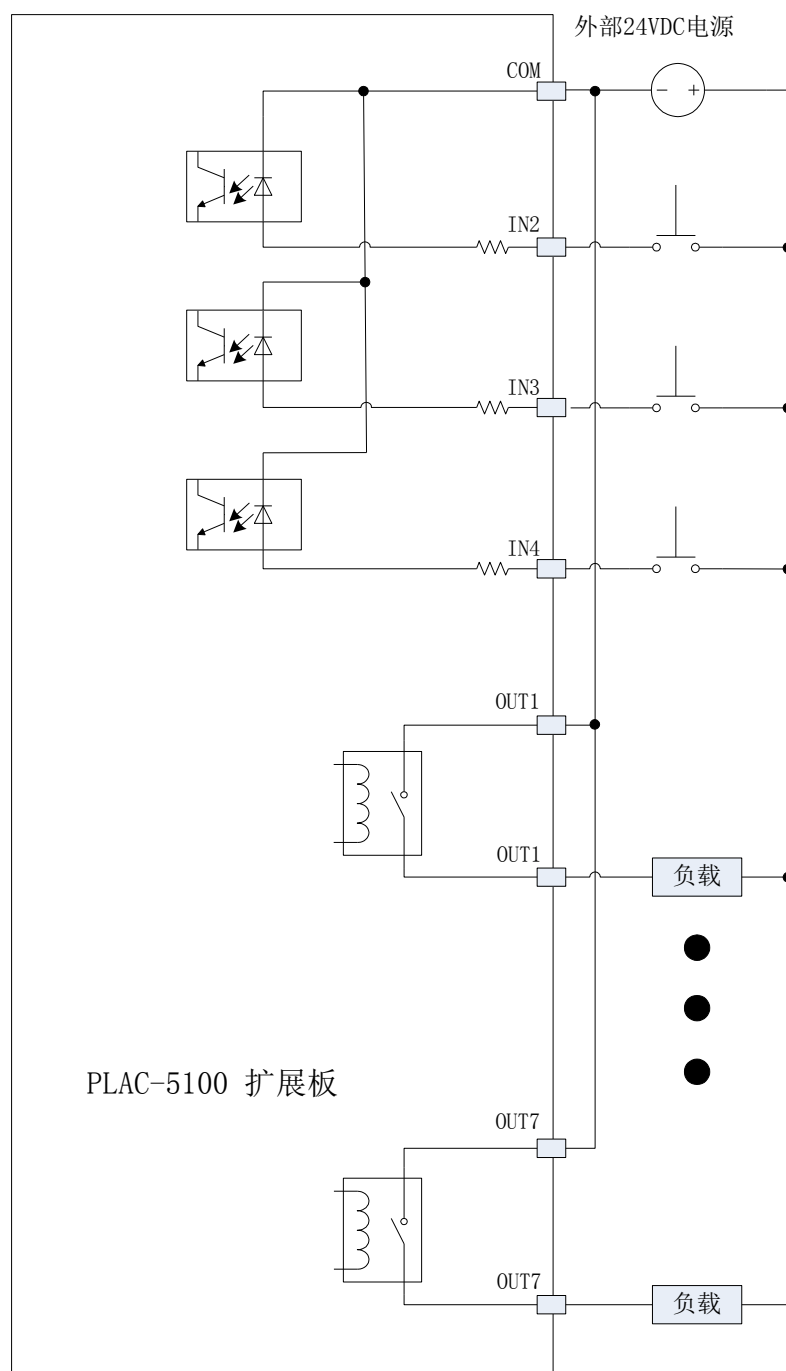 外部24VDC电源
COM
- +
IN2
IN3
IN4
OUT1
OUT1
负载
PLAC-5100 扩展板
OUT7
OUT7
负载